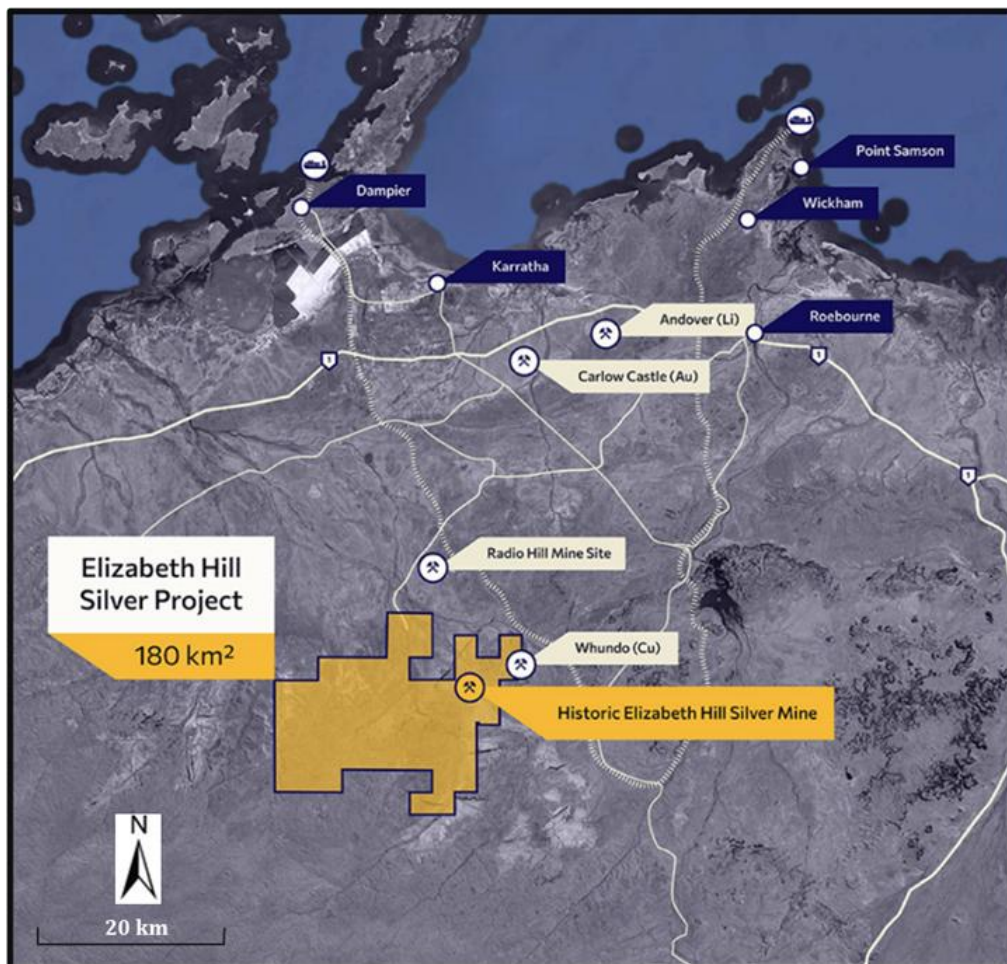 Point Samson
Dampier
Wickham
Karratha
Andover (Li)
Roebourne
1
1
Carlow Castle (Au)
1
Radio Hill Mine Site
Elizabeth Hill
Silver Project
180 km²
Whundo (Cu)
Historic Elizabeth Hill Silver Mine
N
20 km